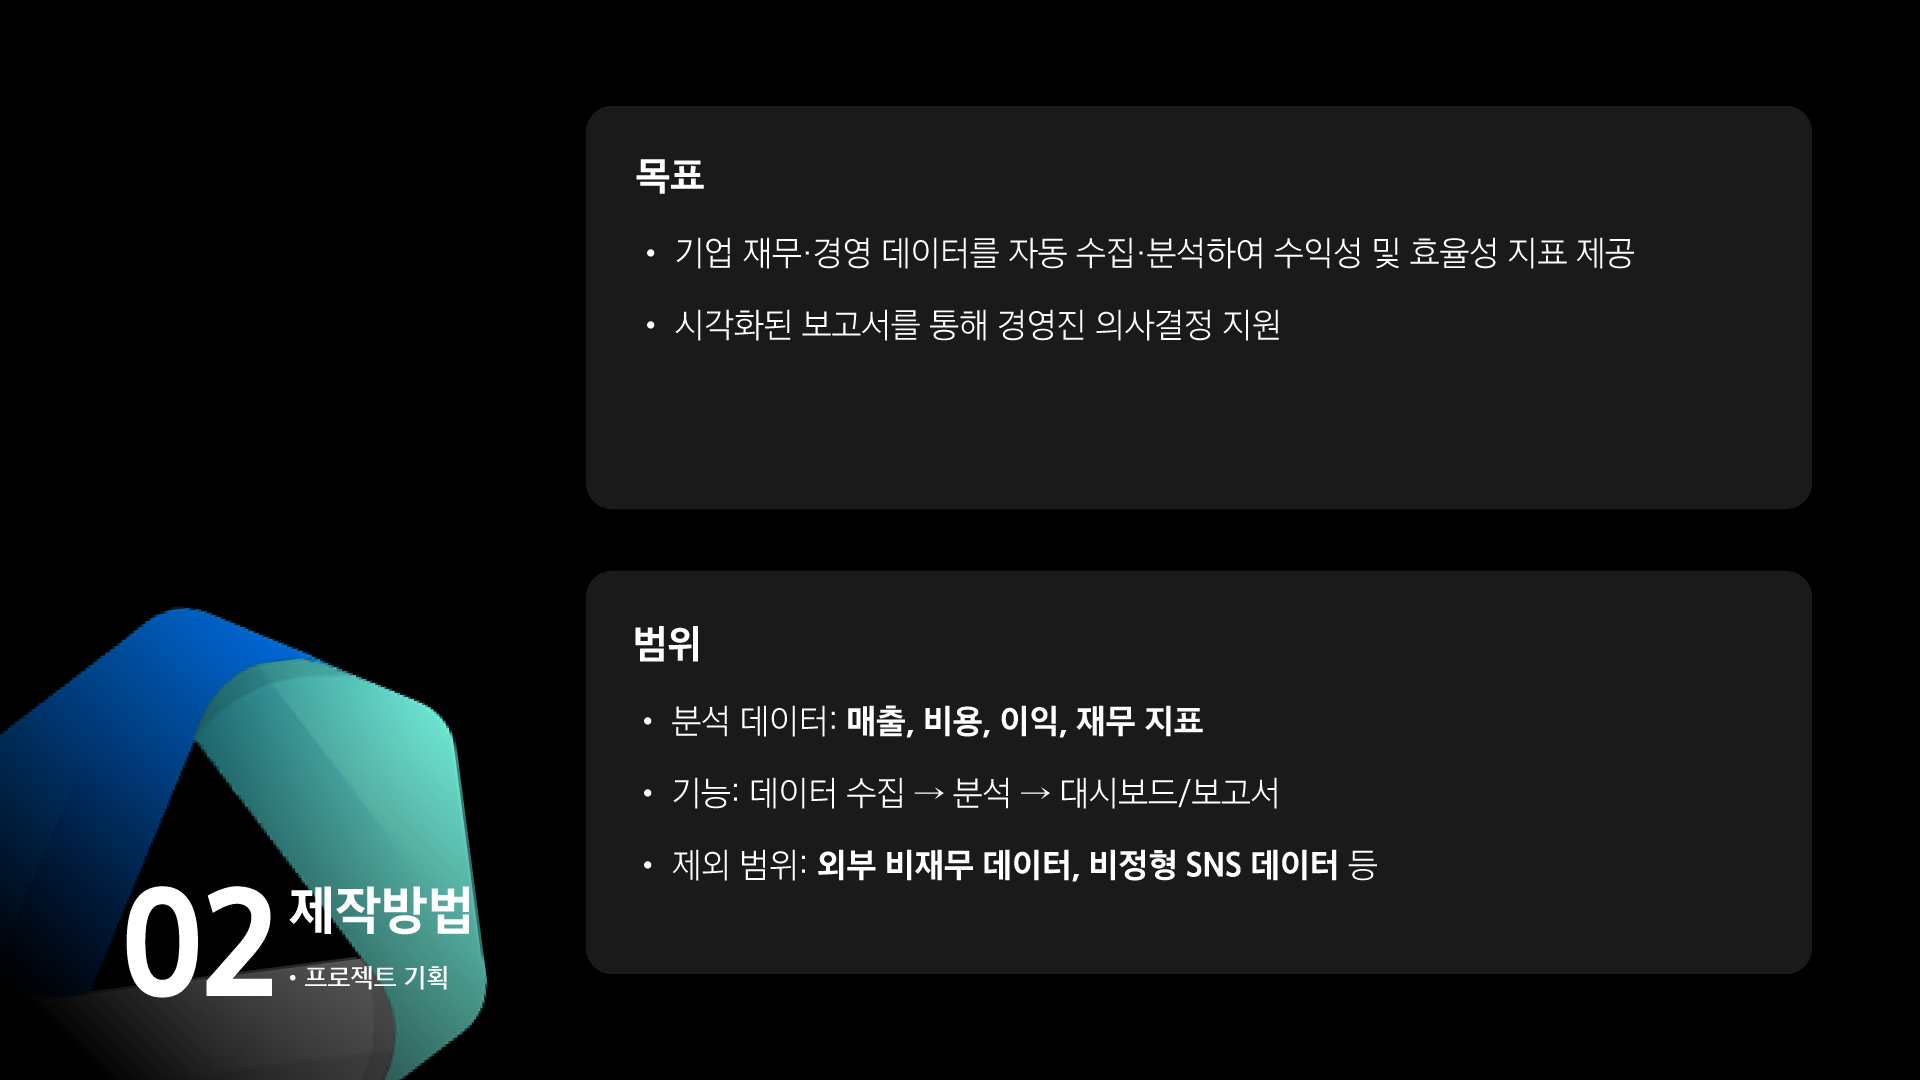 목표
• 기업 재무·경영 데이터를 자동 수집·분석하여 수익성 및 효율성 지표 제공
• 시각화된 보고서를 통해 경영진 의사결정 지원
범위
• 분석 데이터: 매출, 비용, 이익, 재무 지표
• 기능: 데이터 수집 → 분석 → 대시보드/보고서
• 제외 범위: 외부 비재무 데이터, 비정형 SNS 데이터 등
02 제작방법
• 프로젝트 기획